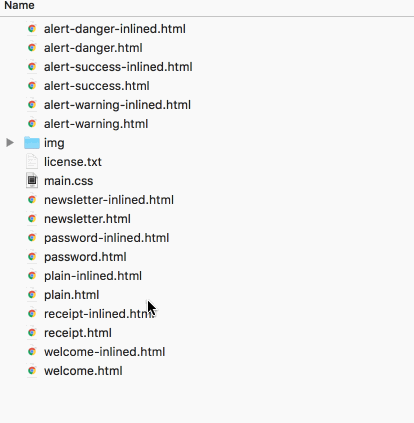 Name
alert-danger-inlined.html
alert-danger.html
alert-success-inlined.html
alert-success.html
alert-warning-inlined.html
alert-warning.html
img
license.txt
main.css
newsletter-inlined.html
newsletter.html
password-inlined.html
password.html
plain-inlined.html
plain.html
receipt-inlined.html
receipt.html
welcome-inlined.html
welcome.html